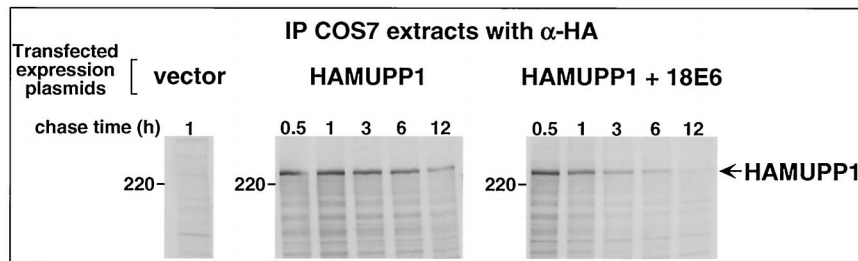 IP COS7 extracts with α-HA
Transfected
expression
plasmids
vector HAMUPP1 HAMUPP1 + 18E6
chase time (h) 1 0.5 1 3 6 12 0.5 1 3 6 12
220 220 220 HAMUPP1